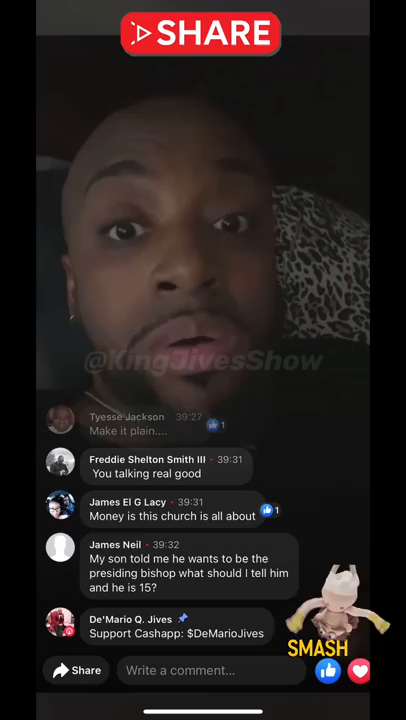 SHARE
@KingJivesShow
Tyesse Jackson 39:27
Make it plain....
1
Freddie Shelton Smith III · 39:31
You talking real good
James El G Lacy · 39:31
Money is this church is all about
1
James Neil · 39:32
My son told me he wants to be the
presiding bishop what should I tell him
and he is 15?
De'Mario Q. Jives
Support Cashapp: $DeMarioJives
SMASH
Share
Write a comment...